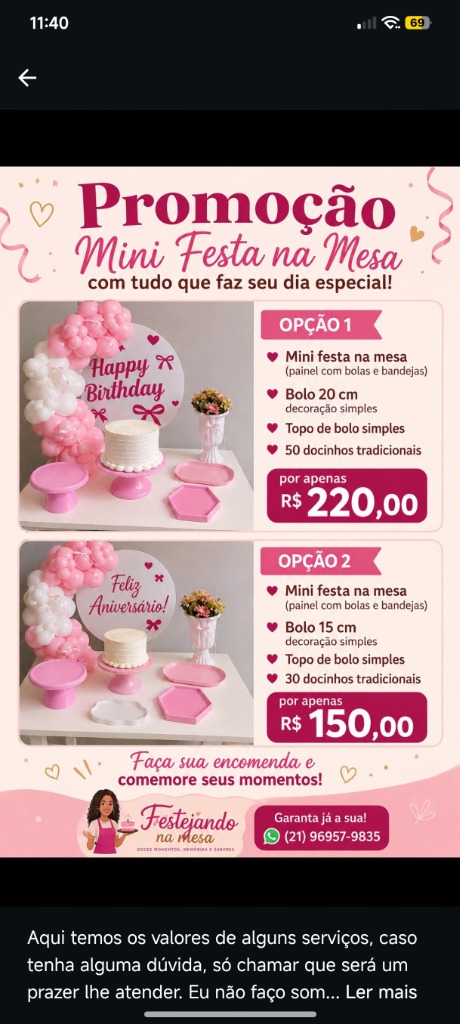 11:40
69
Promoção
Mini Festa na Mesa
com tudo que faz seu dia especial!
Happy
Birthday
OPÇÃO 1
Mini festa na mesa
(painel com bolas e bandejas)
Bolo 20 cm
decoração simples
Topo de bolo simples
50 docinhos tradicionais
por apenas
R$ 220,00
Feliz
Aniversário!
OPÇÃO 2
Mini festa na mesa
(painel com bolas e bandejas)
Bolo 15 cm
decoração simples
Topo de bolo simples
30 docinhos tradicionais
por apenas
R$ 150,00
Faça sua encomenda e
comemore seus momentos!
Festejando
na mesa
DOCES MOMENTOS, MEMÓRIAS E SABORES
Garanta já a sua!
(21) 96957-9835
Aqui temos os valores de alguns serviços, caso
tenha alguma dúvida, só chamar que será um
prazer lhe atender. Eu não faço som... Ler mais